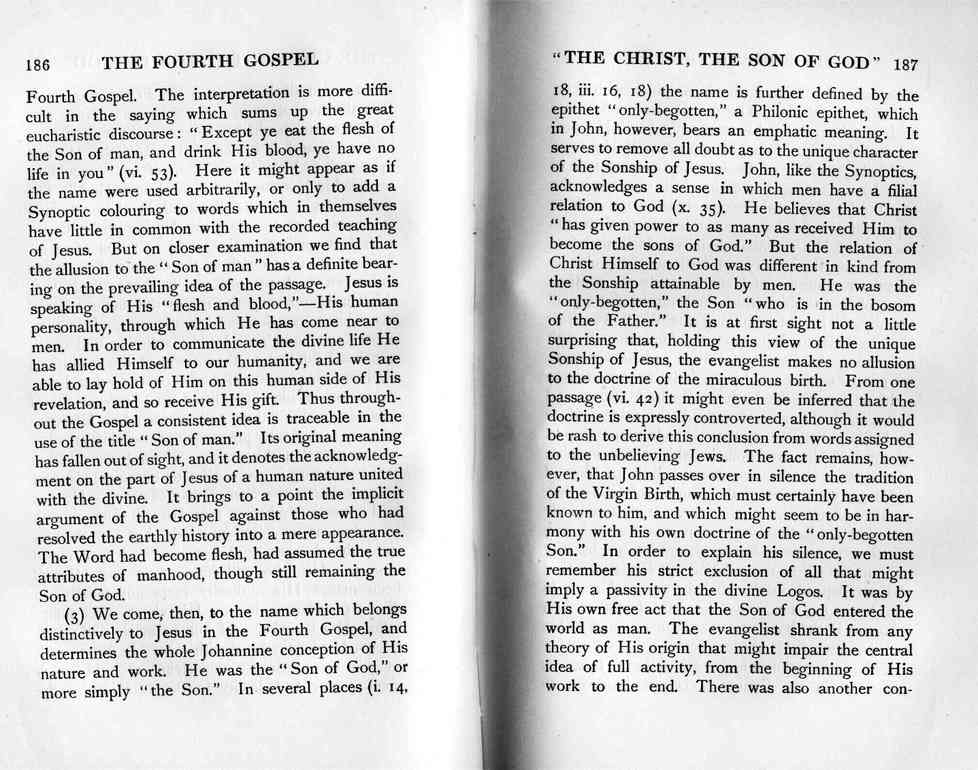 186 THE FOURTH GOSPEL
Fourth Gospel. The interpretation is more diffi-
cult in the saying which sums up the great
eucharistic discourse: "Except ye eat the flesh of
the Son of man, and drink His blood, ye have no
life in you" (vi. 53). Here it might appear as if
the name were used arbitrarily, or only to add a
Synoptic colouring to words which in themselves
have little in common with the recorded teaching
of Jesus. But on closer examination we find that
the allusion to the "Son of man" has a definite bear-
ing on the prevailing idea of the passage. Jesus is
speaking of His "flesh and blood,"—His human
personality, through which He has come near to
men. In order to communicate the divine life He
has allied Himself to our humanity, and we are
able to lay hold of Him on this human side of His
revelation, and so receive His gift. Thus through-
out the Gospel a consistent idea is traceable in the
use of the title "Son of man." Its original meaning
has fallen out of sight, and it denotes the acknowledg-
ment on the part of Jesus of a human nature united
with the divine. It brings to a point the implicit
argument of the Gospel against those who had
resolved the earthly history into a mere appearance.
The Word had become flesh, had assumed the true
attributes of manhood, though still remaining the
Son of God.
(3) We come, then, to the name which belongs
distinctively to Jesus in the Fourth Gospel, and
determines the whole Johannine conception of His
nature and work. He was the "Son of God," or
more simply "the Son." In several places (i. 14,
"THE CHRIST, THE SON OF GOD" 187
18, iii. 16, 18) the name is further defined by the
epithet "only-begotten," a Philonic epithet, which
in John, however, bears an emphatic meaning. It
serves to remove all doubt as to the unique character
of the Sonship of Jesus. John, like the Synoptics,
acknowledges a sense in which men have a filial
relation to God (x. 35). He believes that Christ
"has given power to as many as received Him to
become the sons of God." But the relation of
Christ Himself to God was different in kind from
the Sonship attainable by men. He was the
"only-begotten," the Son "who is in the bosom
of the Father." It is at first sight not a little
surprising that, holding this view of the unique
Sonship of Jesus, the evangelist makes no allusion
to the doctrine of the miraculous birth. From one
passage (vi. 42) it might even be inferred that the
doctrine is expressly controverted, although it would
be rash to derive this conclusion from words assigned
to the unbelieving Jews. The fact remains, how-
ever, that John passes over in silence the tradition
of the Virgin Birth, which must certainly have been
known to him, and which might seem to be in har-
mony with his own doctrine of the "only-begotten
Son." In order to explain his silence, we must
remember his strict exclusion of all that might
imply a passivity in the divine Logos. It was by
His own free act that the Son of God entered the
world as man. The evangelist shrank from any
theory of His origin that might impair the central
idea of full activity, from the beginning of His
work to the end. There was also another con-